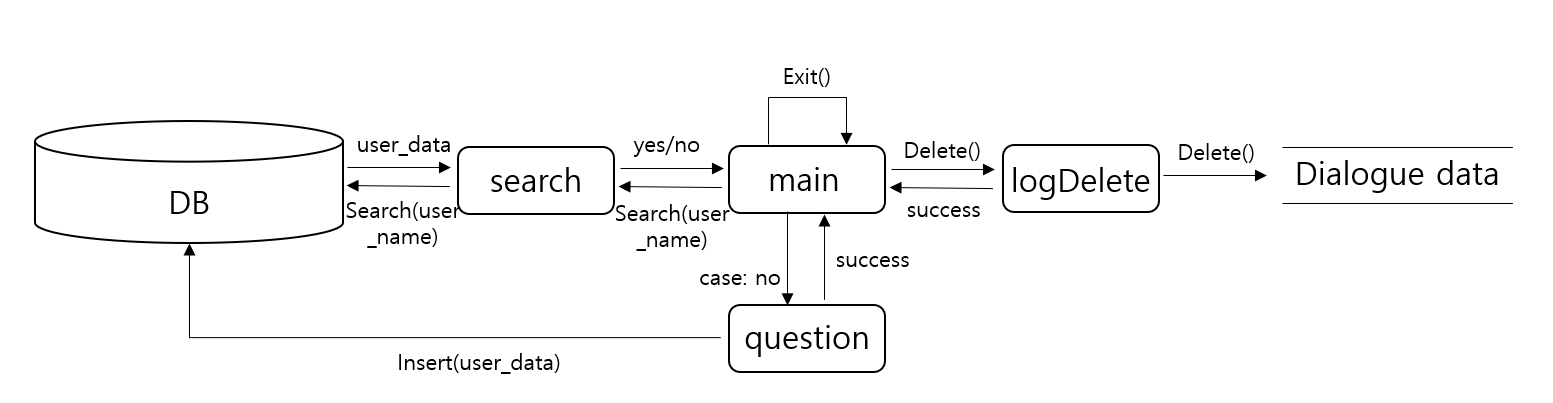 Exit()
user_data
yes/no
Delete()
Delete()
DB
search
main
logDelete
Dialogue data
Search(user
_name)
Search(user
_name)
success
case: no
success
question
Insert(user_data)